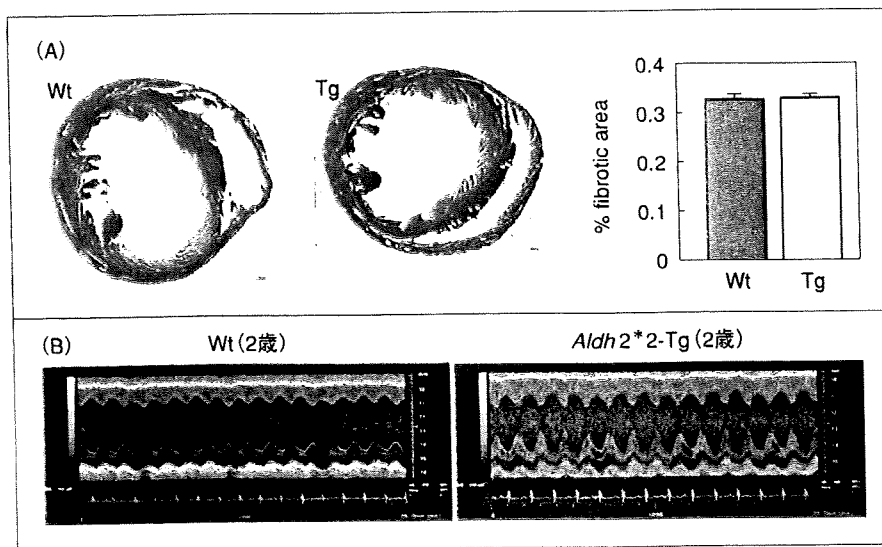 (A)
Wt
Tg
% fibrotic area
0.4
0.3
0.2
0.1
0
Wt
Tg
(B)
Wt(2歳)
Aldh2*2-Tg(2歳)